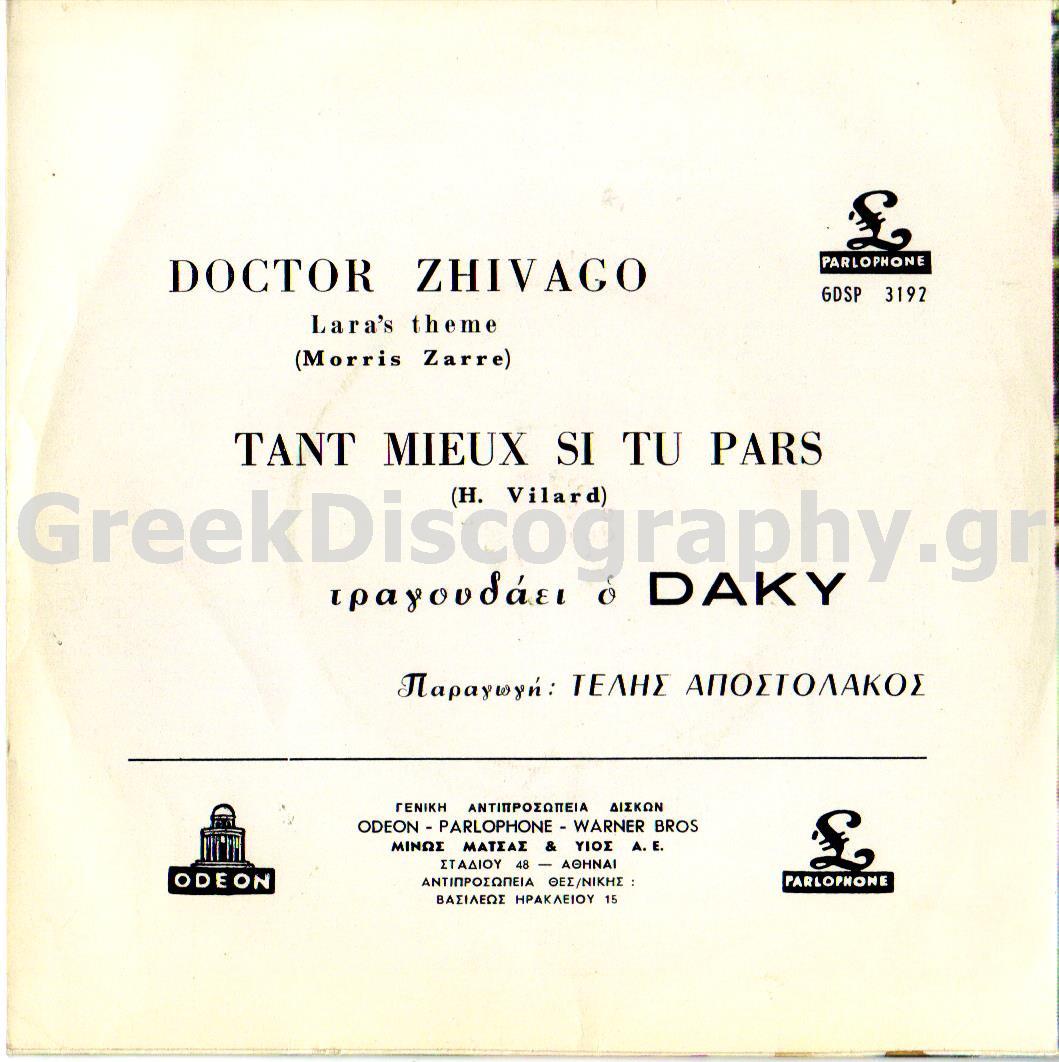 PARLOPHONE
GDSP 3192
DOCTOR ZHIVAGO
Lara's theme
(Morris Zarre)
TANT MIEUX SI TU PARS
(H. Vilard)
GreekDiscography.gr
τραγουδάει ὁ DAKY
Παραγωγή: ΤΕΛΗΣ ΑΠΟΣΤΟΛΑΚΟΣ
ODEON
ΓΕΝΙΚΗ ΑΝΤΙΠΡΟΣΩΠΕΙΑ ΔΙΣΚΩΝ
ODEON - PARLOPHONE - WARNER BROS
ΜΙΝΩΣ ΜΑΤΣΑΣ & ΥΙΟΣ Α.Ε.
ΣΤΑΔΙΟΥ 48 — ΑΘΗΝΑΙ
ΑΝΤΙΠΡΟΣΩΠΕΙΑ ΘΕΣ/ΝΙΚΗΣ :
ΒΑΣΙΛΕΩΣ ΗΡΑΚΛΕΙΟΥ 15
PARLOPHONE